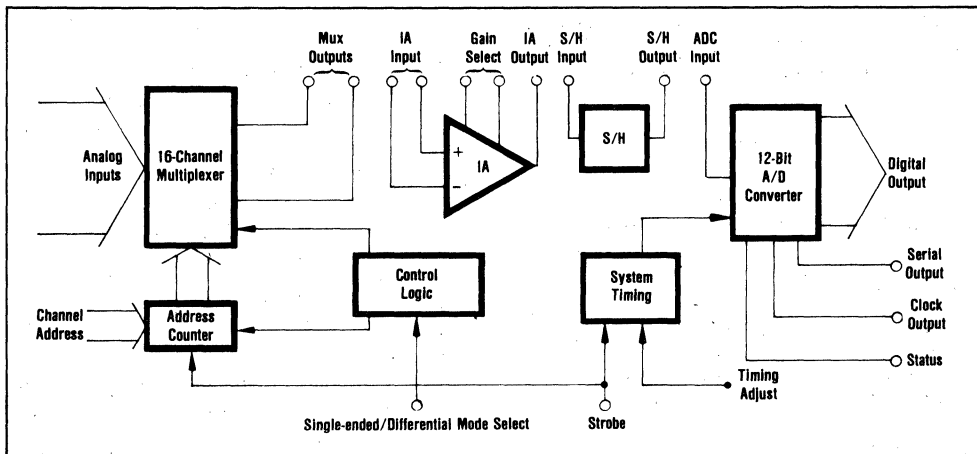 Mux
Outputs
IA
Input
Gain
Select
IA
Output
S/H
Input
S/H
Output
ADC
Input
Analog
Inputs
16-Channel
Multiplexer
+
−
IA
S/H
12-Bit
A/D
Converter
Digital
Output
Control
Logic
System
Timing
Serial
Output
Channel
Address
Address
Counter
Clock
Output
Status
Timing
Adjust
Single-ended/Differential Mode Select
Strobe